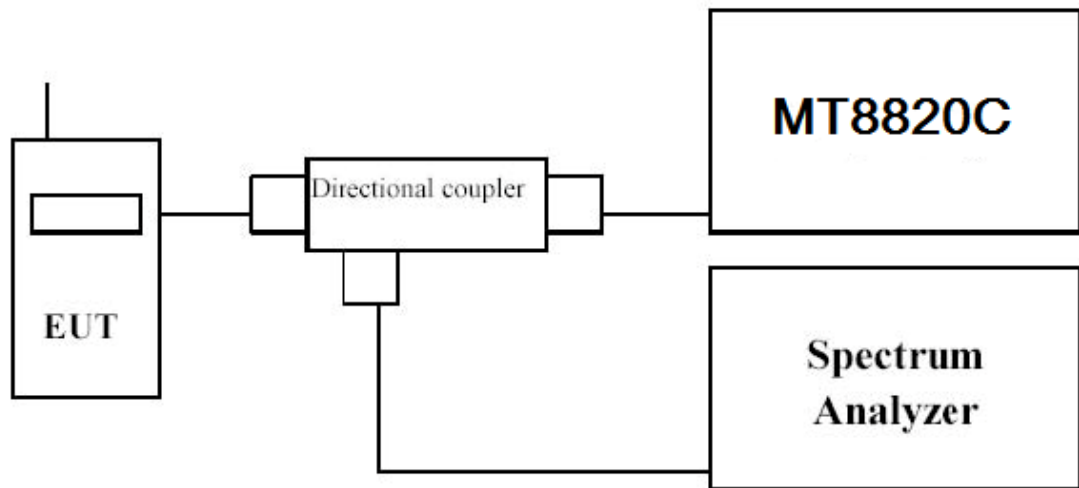 MT8820C
Directional coupler
EUT
Spectrum
Analyzer